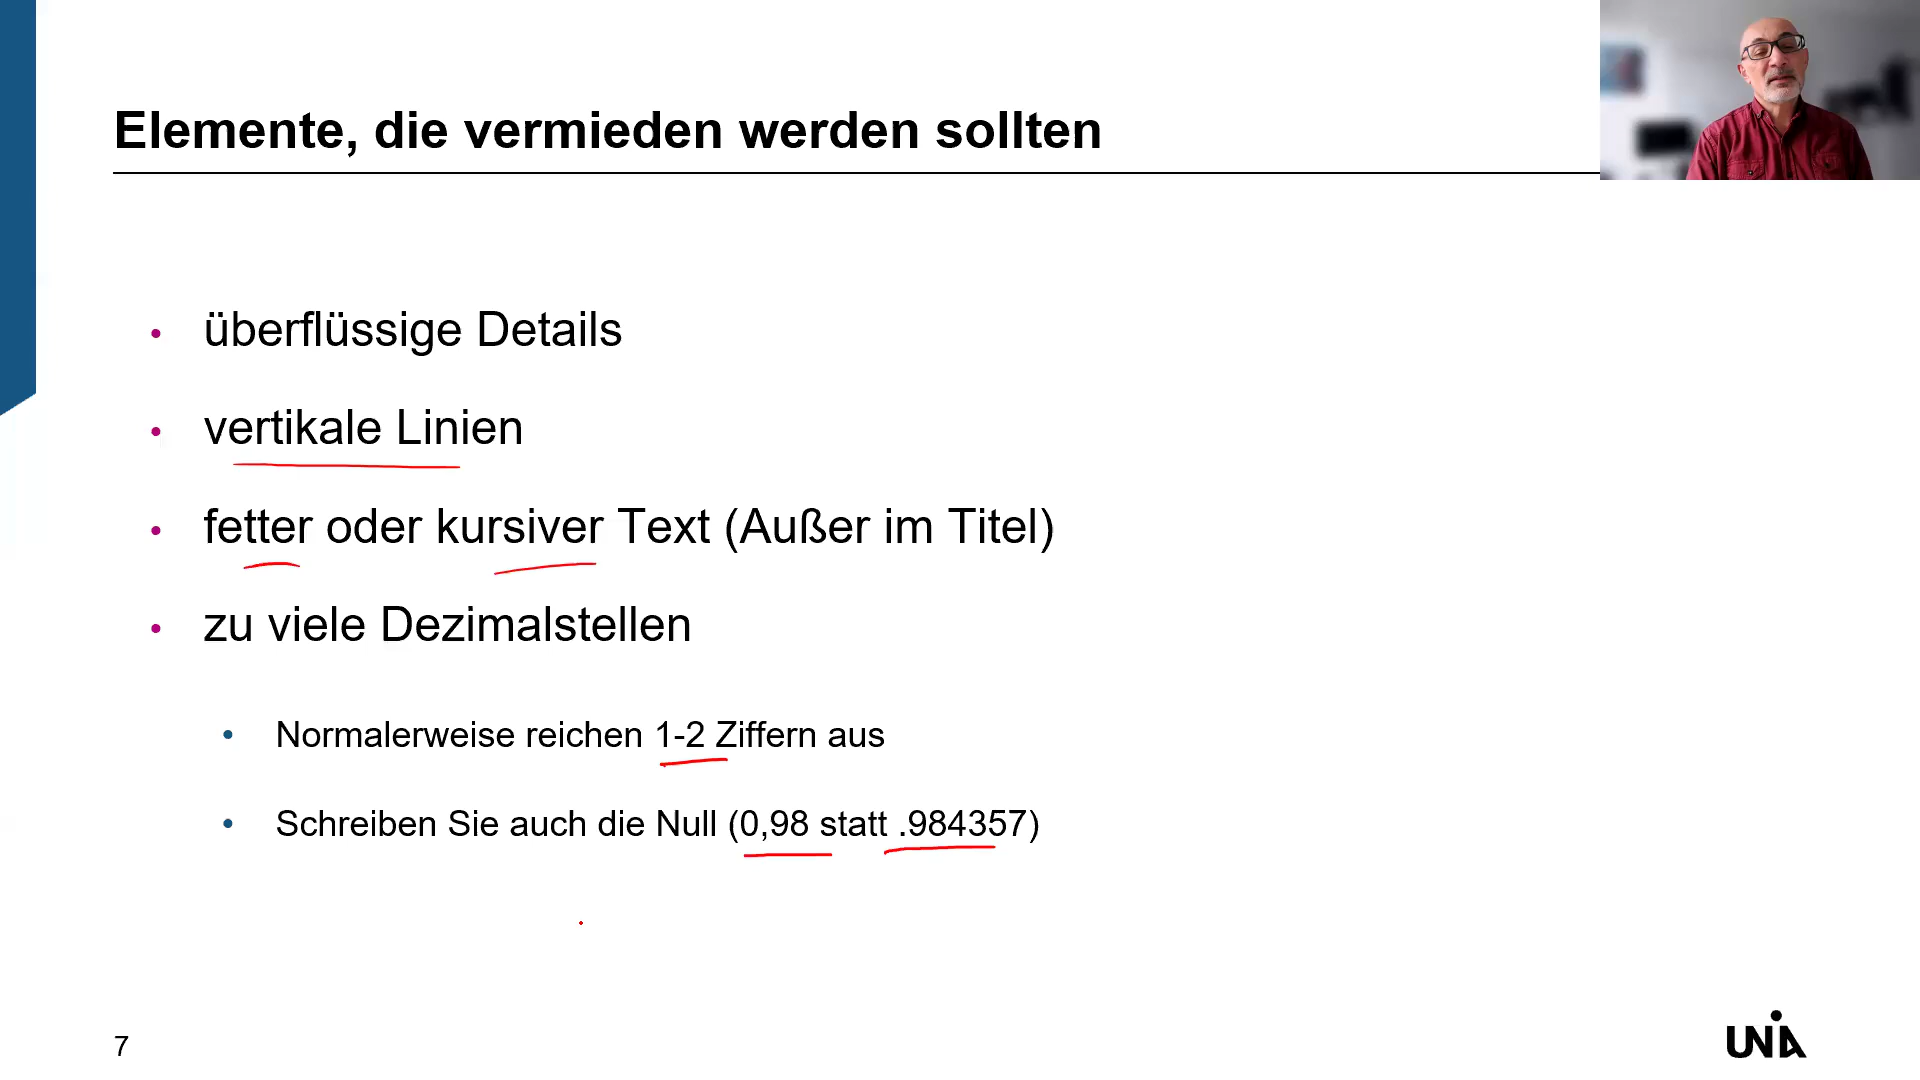 Elemente, die vermieden werden sollten
• überflüssige Details
• vertikale Linien
• fetter oder kursiver Text (Außer im Titel)
• zu viele Dezimalstellen
• Normalerweise reichen 1-2 Ziffern aus
• Schreiben Sie auch die Null (0,98 statt .984357)
7
UNIA